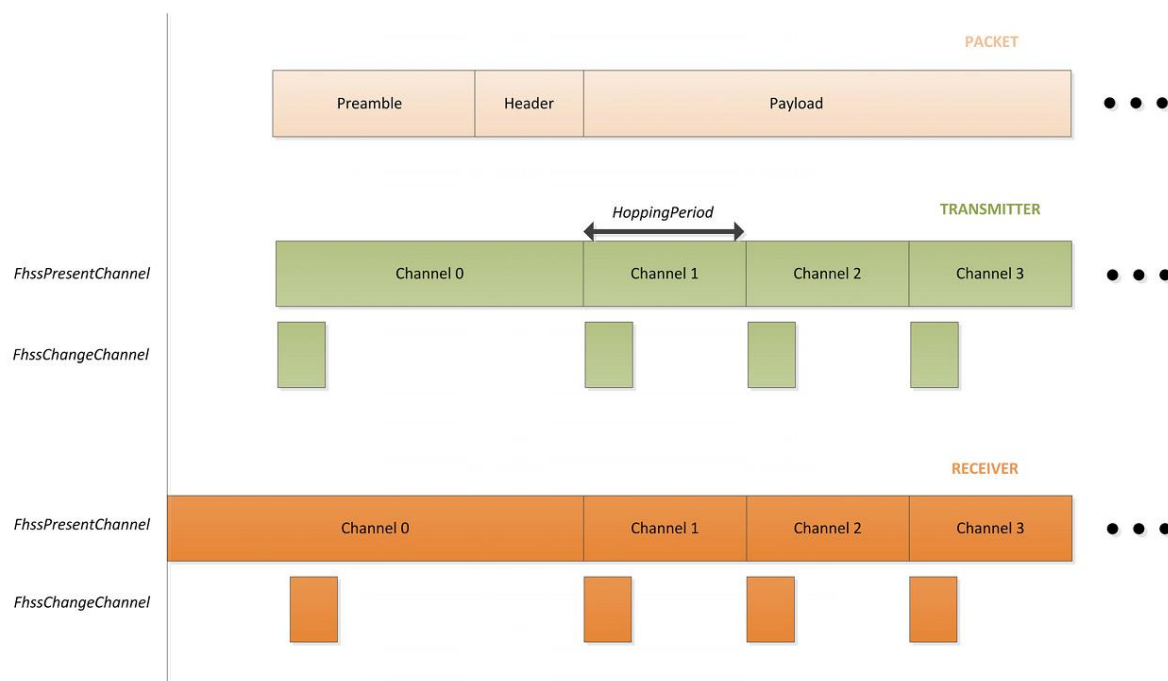 PACKET
Preamble Header Payload
HoppingPeriod
TRANSMITTER
FhssPresentChannel Channel 0 Channel 1 Channel 2 Channel 3
FhssChangeChannel
RECEIVER
FhssPresentChannel Channel 0 Channel 1 Channel 2 Channel 3
FhssChangeChannel